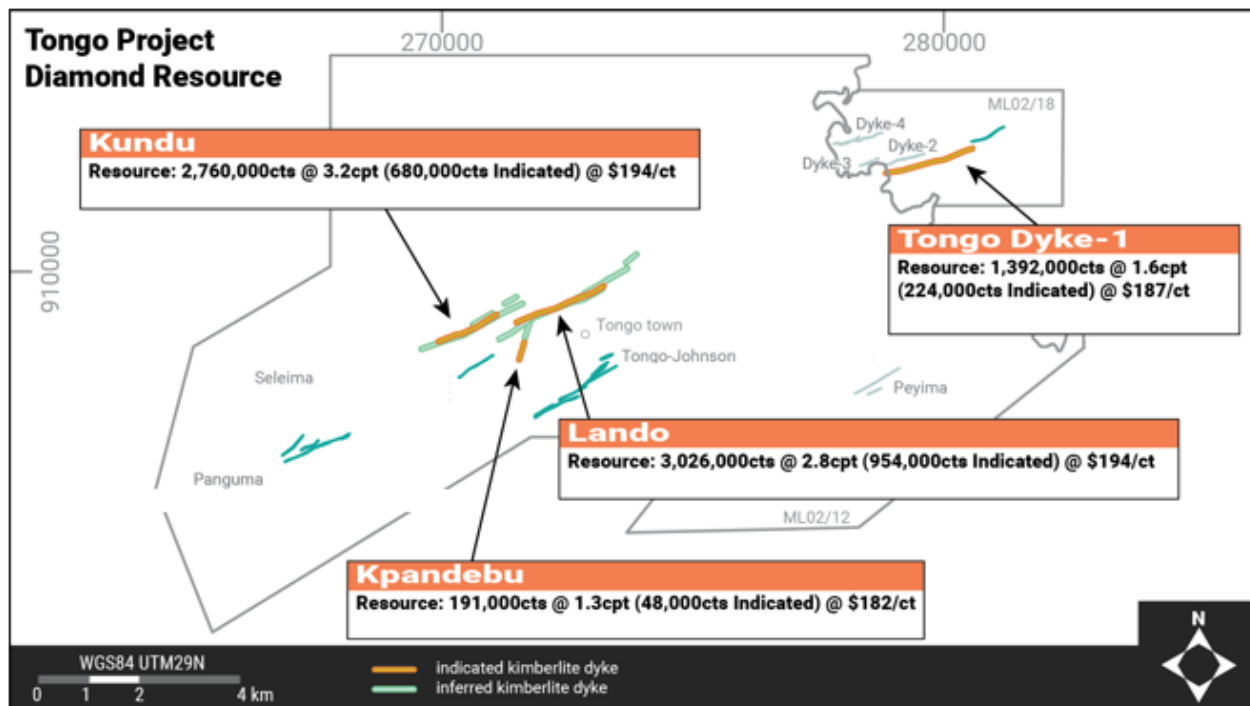 Tongo Project
Diamond Resource
270000
280000
910000
ML02/18
Dyke-4
Dyke-2
Dyke-3
Kundu
Resource: 2,760,000cts @ 3.2cpt (680,000cts Indicated) @ $194/ct
Tongo Dyke-1
Resource: 1,392,000cts @ 1.6cpt
(224,000cts Indicated) @ $187/ct
Tongo town
Tongo-Johnson
Seleima
Peyima
Panguma
Lando
Resource: 3,026,000cts @ 2.8cpt (954,000cts Indicated) @ $194/ct
ML02/12
Kpandebu
Resource: 191,000cts @ 1.3cpt (48,000cts Indicated) @ $182/ct
N
WGS84 UTM29N
0 1 2 4 km
indicated kimberlite dyke
inferred kimberlite dyke